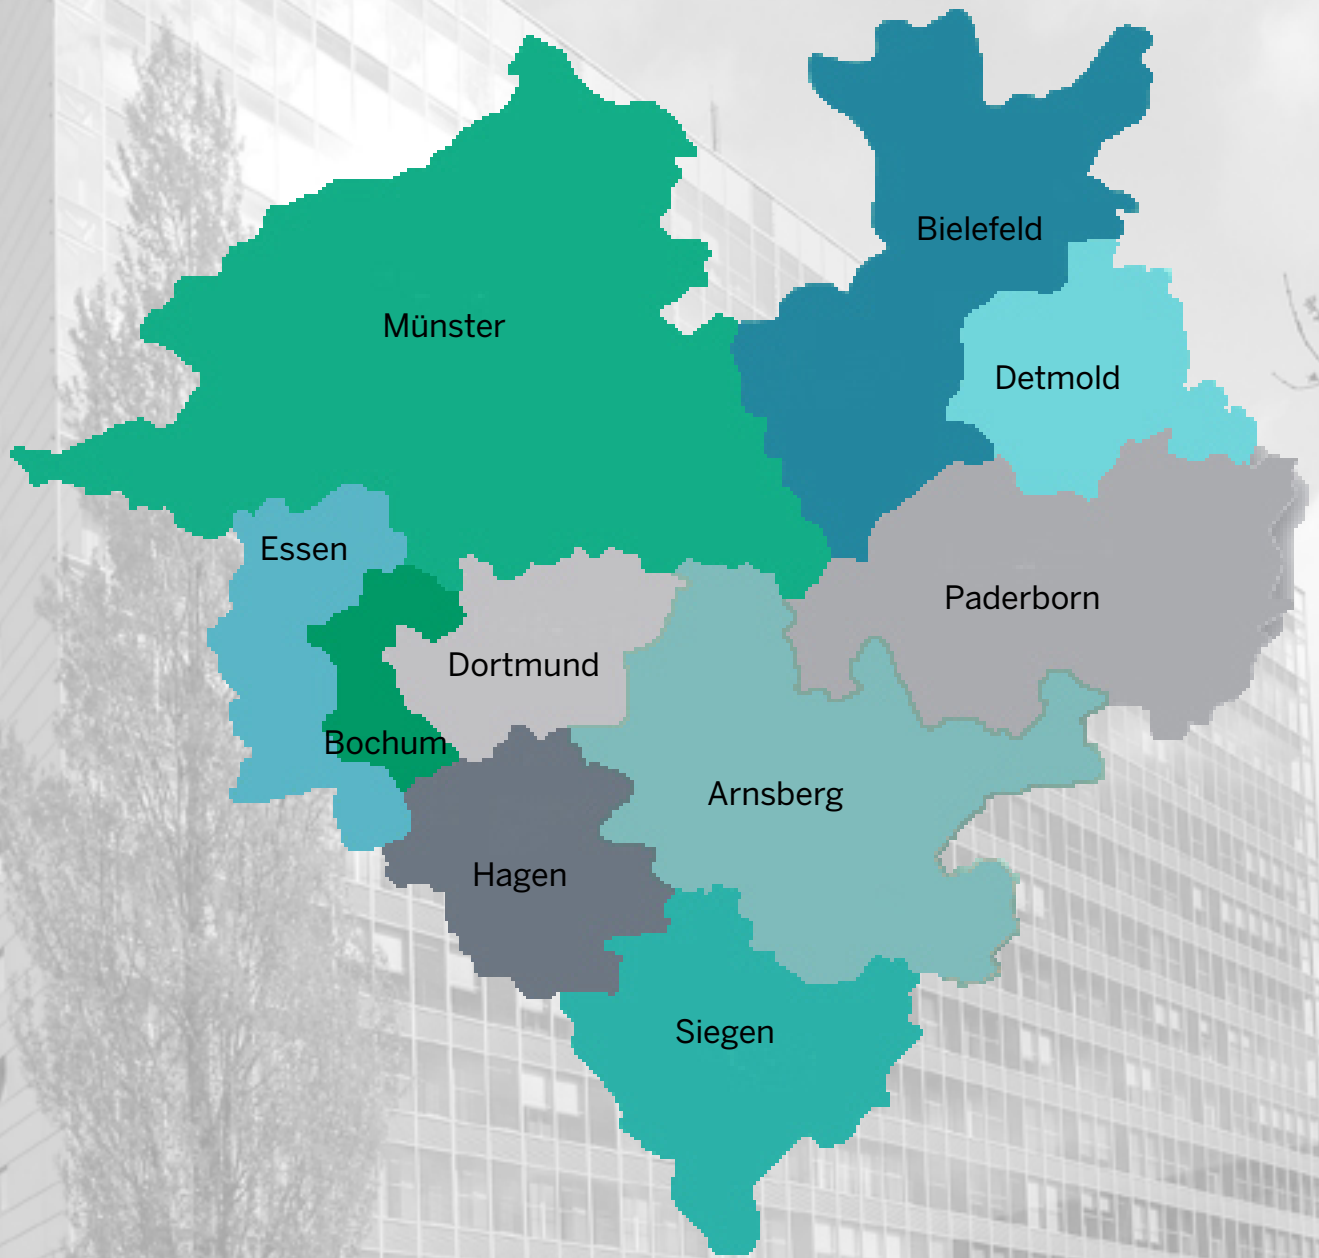 Bielefeld
Münster
Detmold
Essen
Paderborn
Dortmund
Bochum
Arnsberg
Hagen
Siegen